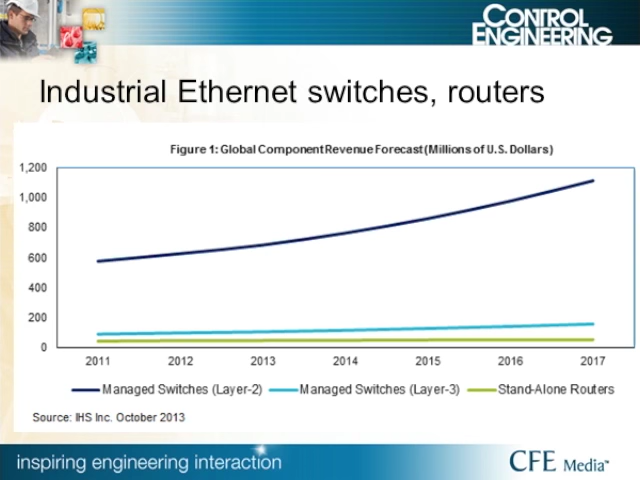 CONTROL
ENGINEERING
Industrial Ethernet switches, routers
Figure 1: Global Component Revenue Forecast (Millions of U.S. Dollars)
1,200
1,000
800
600
400
200
0
2011 2012 2013 2014 2015 2016 2017
Managed Switches (Layer-2) Managed Switches (Layer-3) Stand-Alone Routers
Source: IHS Inc. October 2013
inspiring engineering interaction
CFE Media™